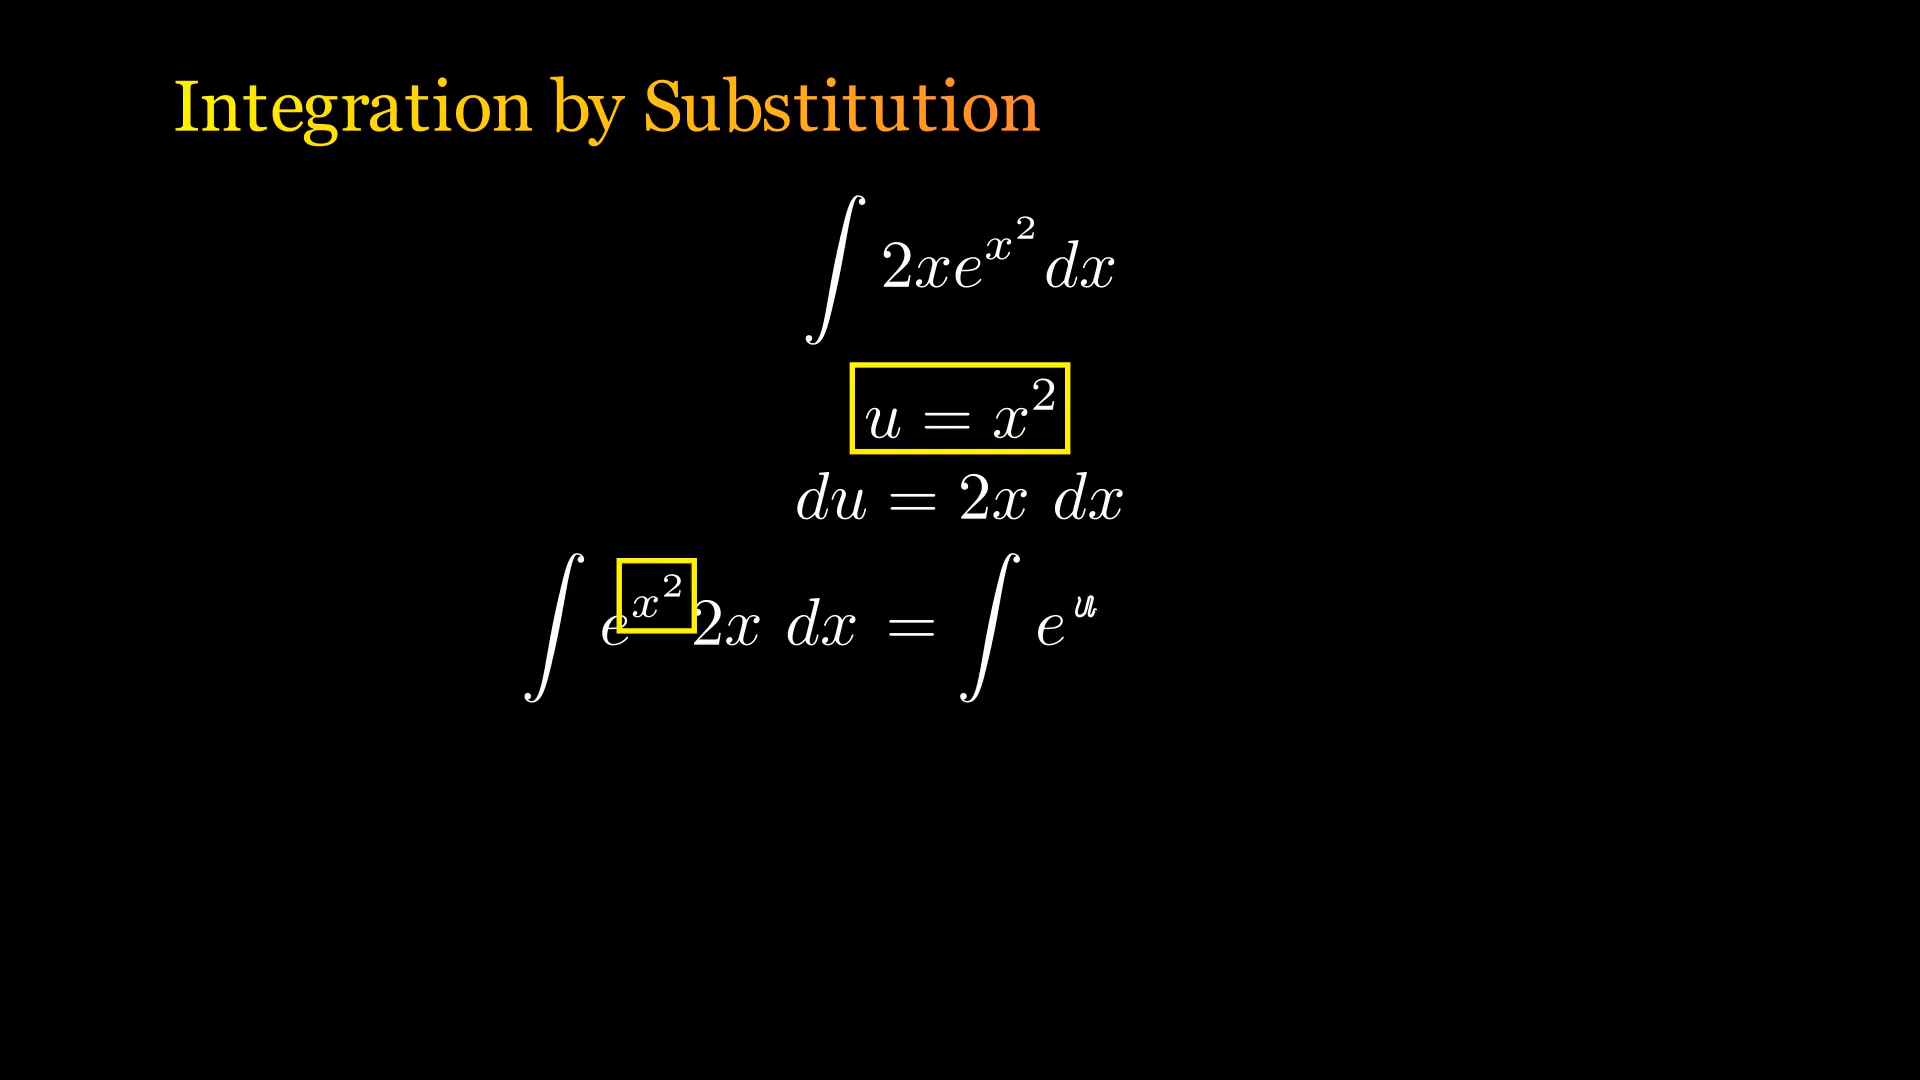 Integration by Substitution
∫ 2xe^{x^2} dx
u = x^2
du = 2x dx
∫ e^{x^2} 2x dx = ∫ e^u